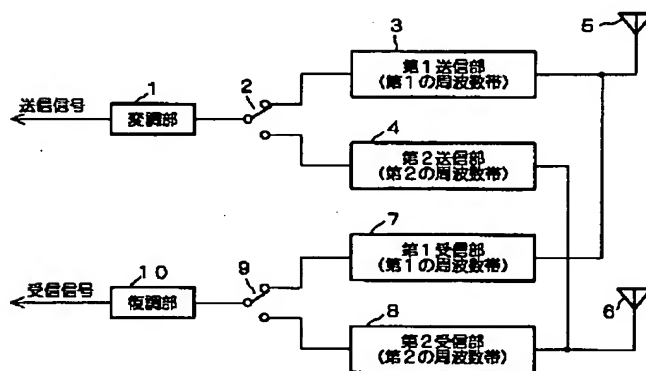 3
5
第1送信部
(第1の周波数帯)
送信信号
1
2
変調部
4
第2送信部
(第2の周波数帯)
7
第1受信部
(第1の周波数帯)
受信信号
10
9
復調部
8
6
第2受信部
(第2の周波数帯)